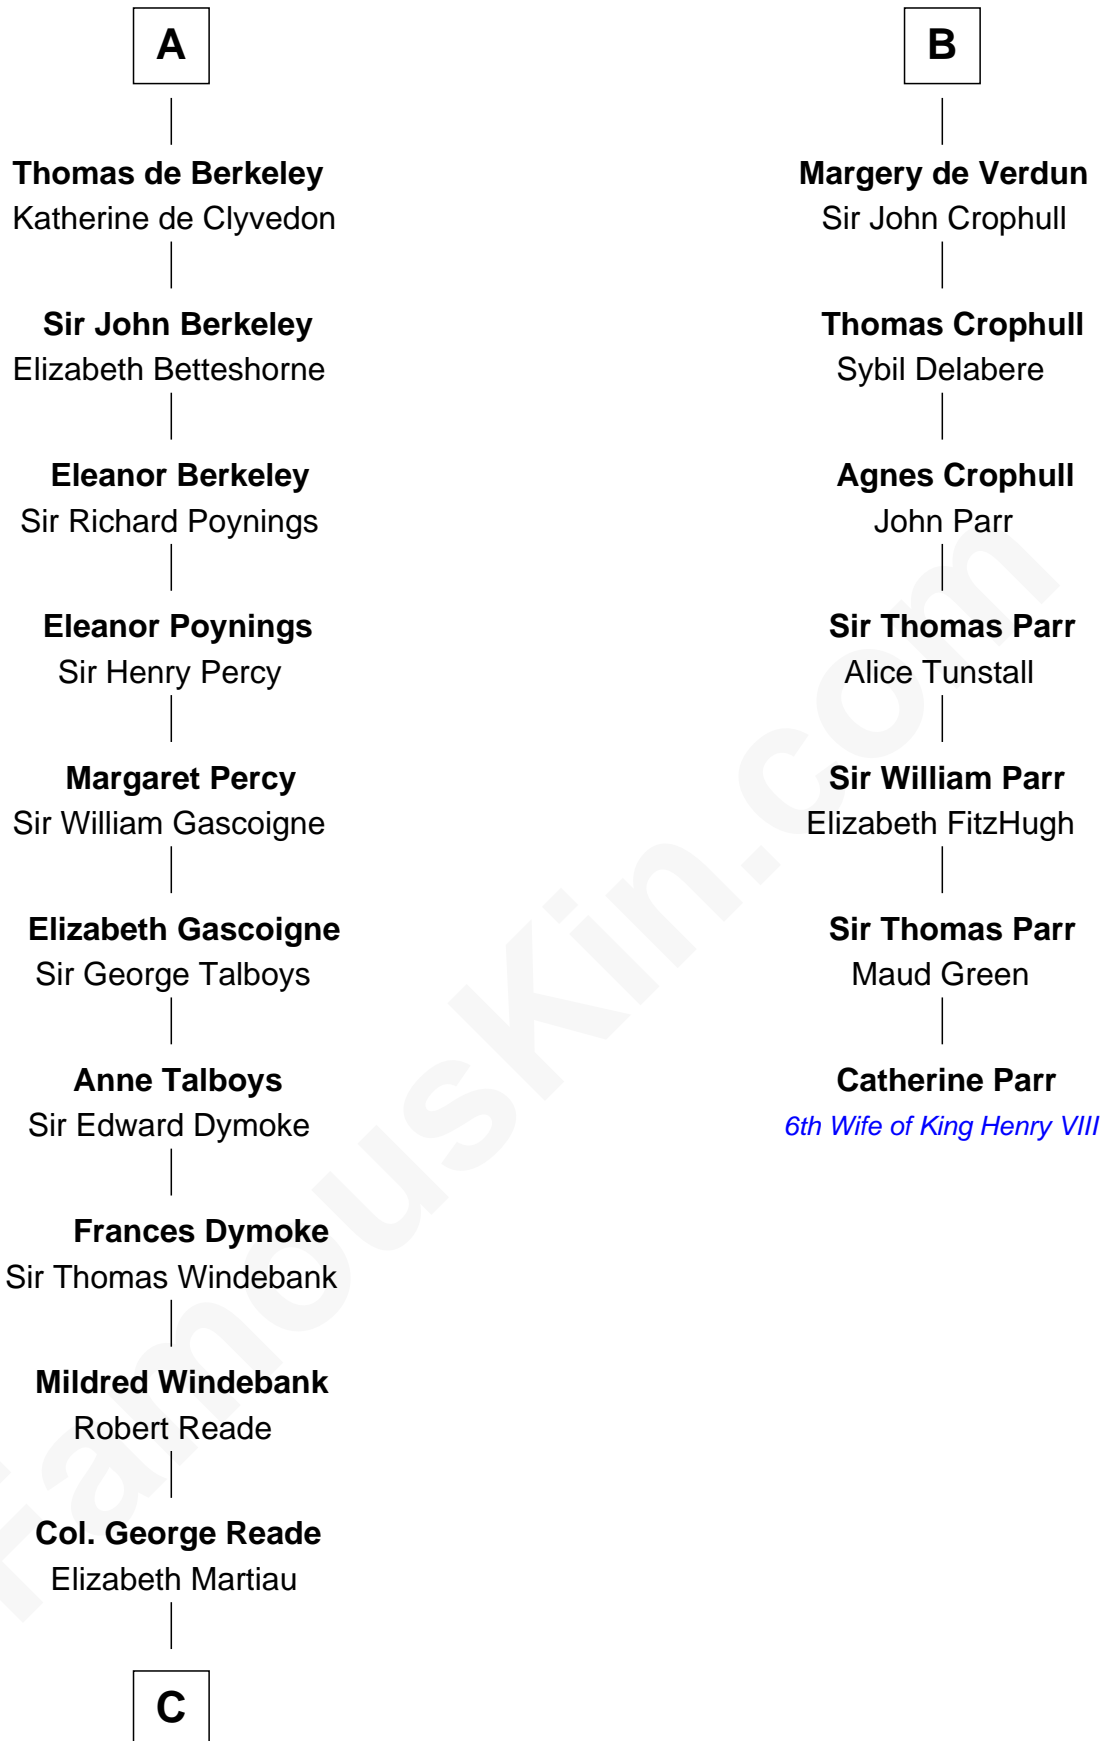 A
Thomas de Berkeley
Katherine de Clyvedon
Sir John Berkeley
Elizabeth Betteshorne
Eleanor Berkeley
Sir Richard Poynings
Eleanor Poynings
Sir Henry Percy
Margaret Percy
Sir William Gascoigne
Elizabeth Gascoigne
Sir George Talboys
Anne Talboys
Sir Edward Dymoke
Frances Dymoke
Sir Thomas Windebank
Mildred Windebank
Robert Reade
Col. George Reade
Elizabeth Martiau
C
B
Margery de Verdun
Sir John Crophull
Thomas Crophull
Sybil Delabere
Agnes Crophull
John Parr
Sir Thomas Parr
Alice Tunstall
Sir William Parr
Elizabeth FitzHugh
Sir Thomas Parr
Maud Green
Catherine Parr
6th Wife of King Henry VIII
FamousKin.com